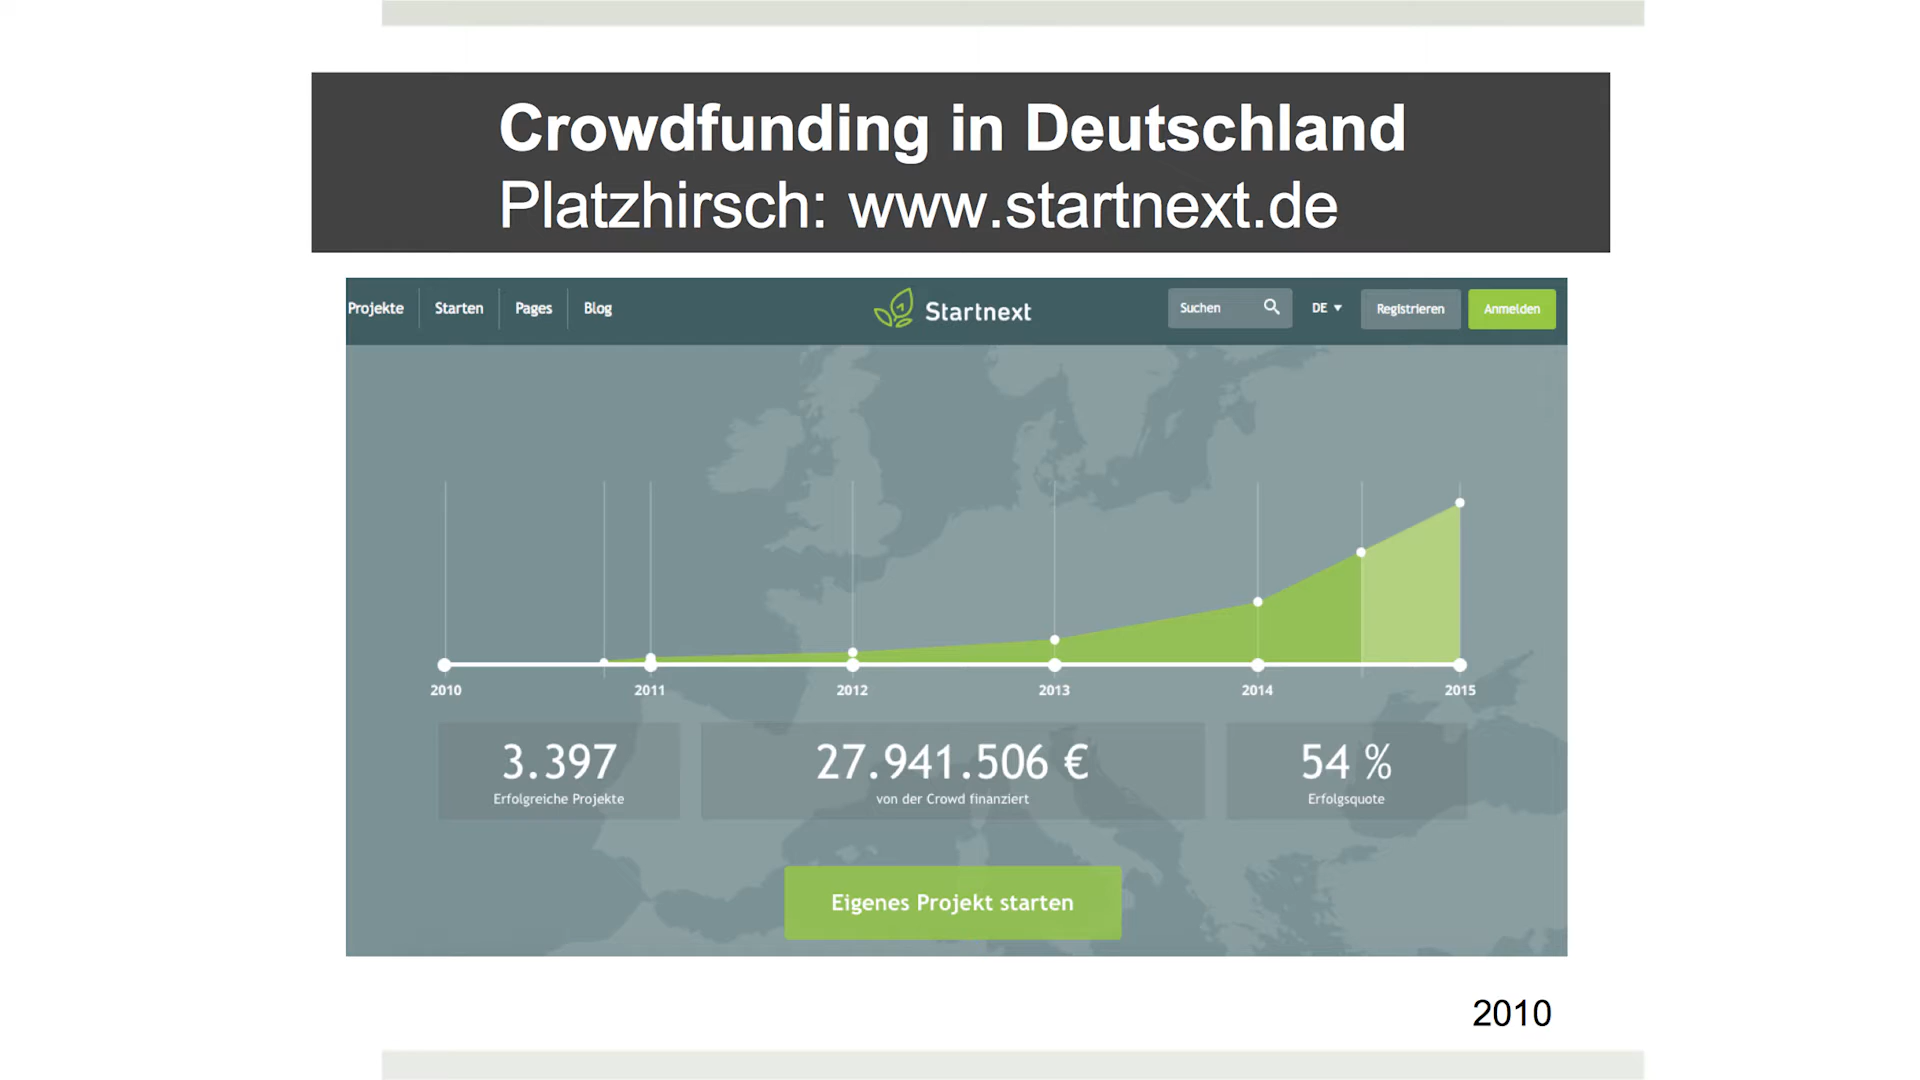 Crowdfunding in Deutschland
Platzhirsch: www.startnext.de
Projekte Starten Pages Blog Startnext Suchen DE Registrieren Anmelden
2010 2011 2012 2013 2014 2015
3.397 27.941.506 € 54 %
Erfolgreiche Projekte von der Crowd finanziert Erfolgsquote
Eigenes Projekt starten
2010